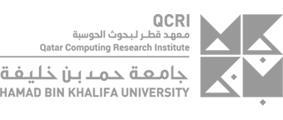 QCRI
معهد قطر لبحوث الحوسبة
Qatar Computing Research Institute
جامعة حمد بن خليفة
HAMAD BIN KHALIFA UNIVERSITY